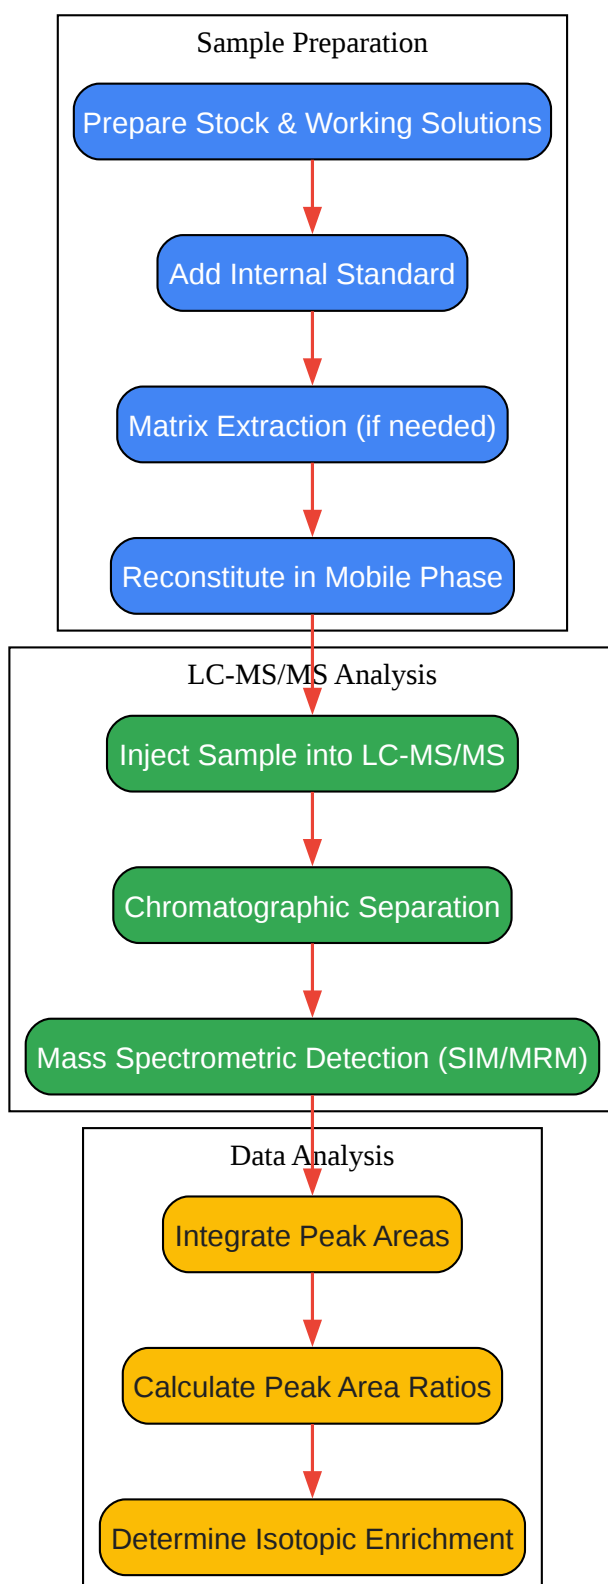 Sample Preparation
Prepare Stock & Working Solutions
Add Internal Standard
Matrix Extraction (if needed)
Reconstitute in Mobile Phase
LC-MS/MS Analysis
Inject Sample into LC-MS/MS
Chromatographic Separation
Mass Spectrometric Detection (SIM/MRM)
Data Analysis
Integrate Peak Areas
Calculate Peak Area Ratios
Determine Isotopic Enrichment